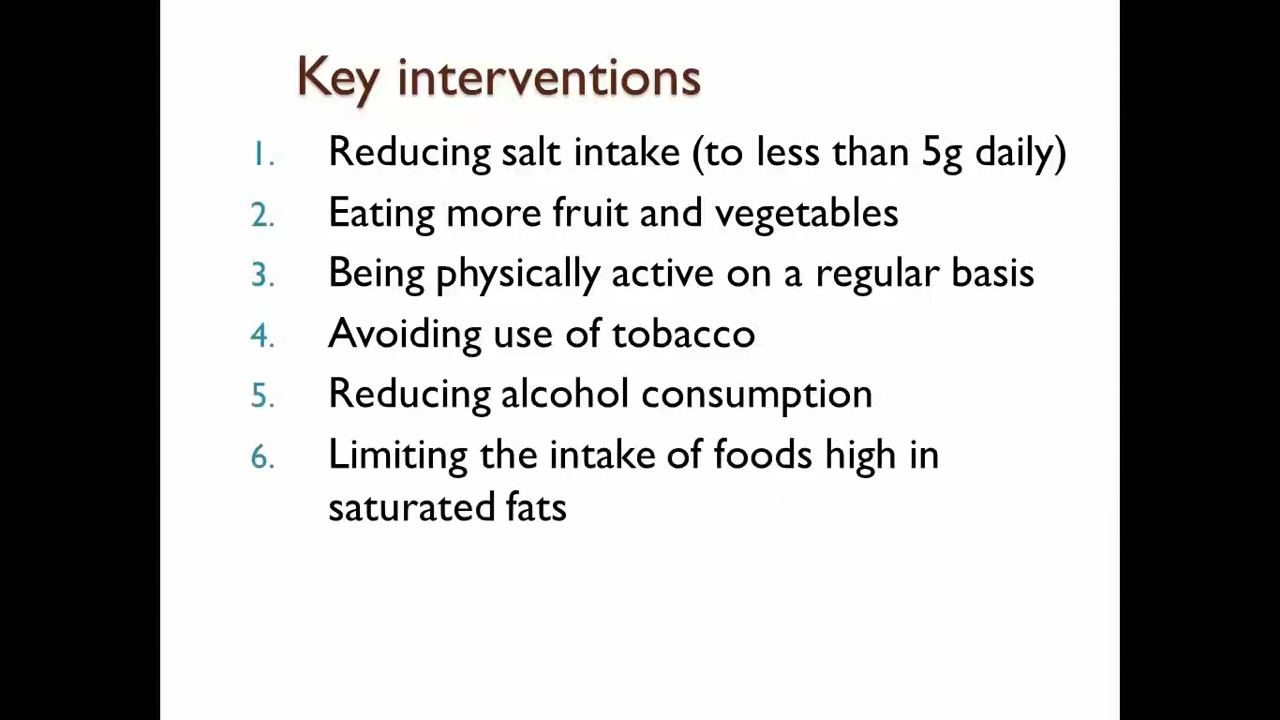 Key interventions
1. Reducing salt intake (to less than 5g daily)
2. Eating more fruit and vegetables
3. Being physically active on a regular basis
4. Avoiding use of tobacco
5. Reducing alcohol consumption
6. Limiting the intake of foods high in
saturated fats